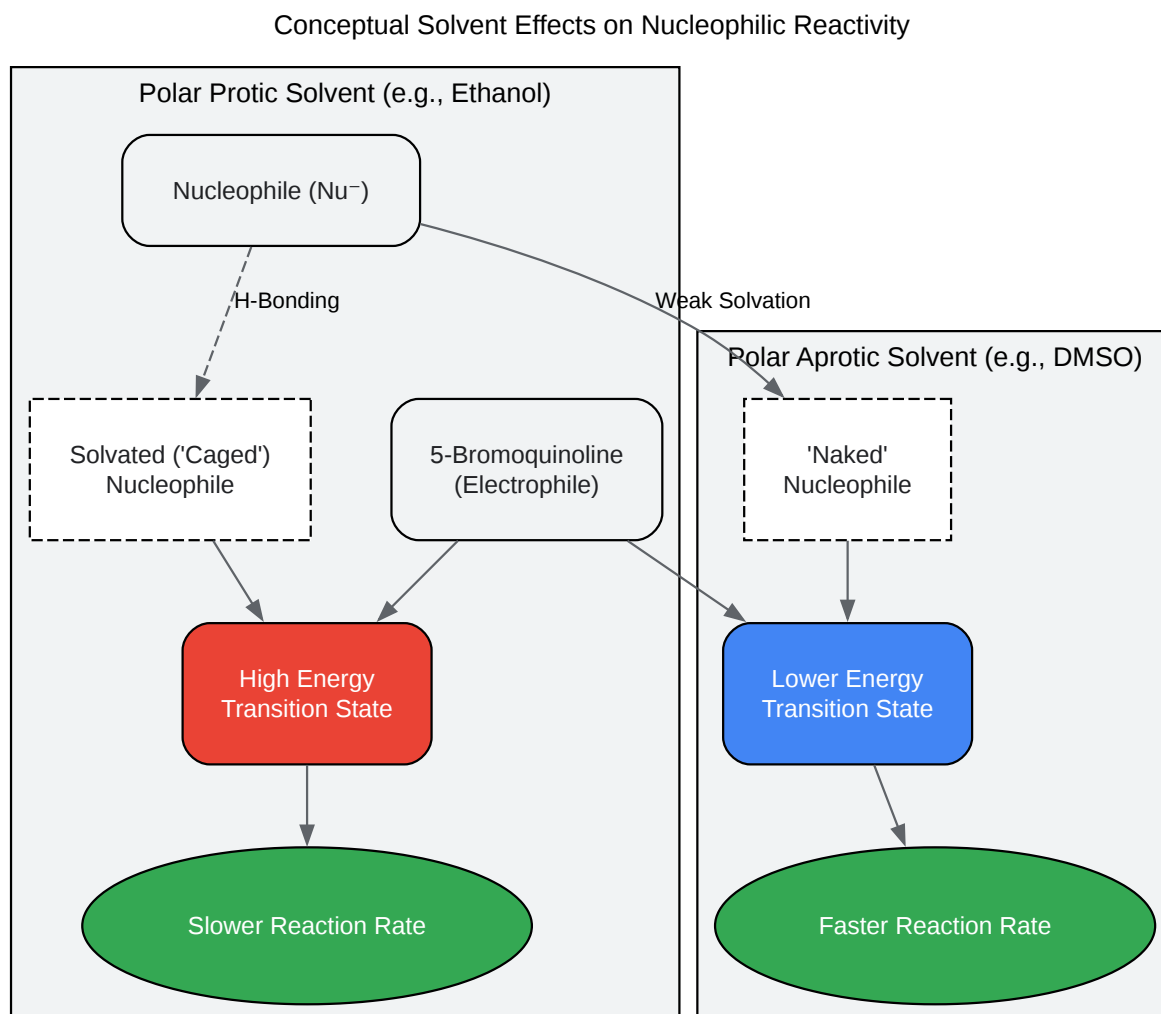 Conceptual Solvent Effects on Nucleophilic Reactivity
Polar Protic Solvent (e.g., Ethanol)
Nucleophile (Nu⁻)
H-Bonding
Weak Solvation
Polar Aprotic Solvent (e.g., DMSO)
Solvated ('Caged')
Nucleophile
5-Bromoquinoline
(Electrophile)
'Naked'
Nucleophile
High Energy
Transition State
Lower Energy
Transition State
Slower Reaction Rate
Faster Reaction Rate